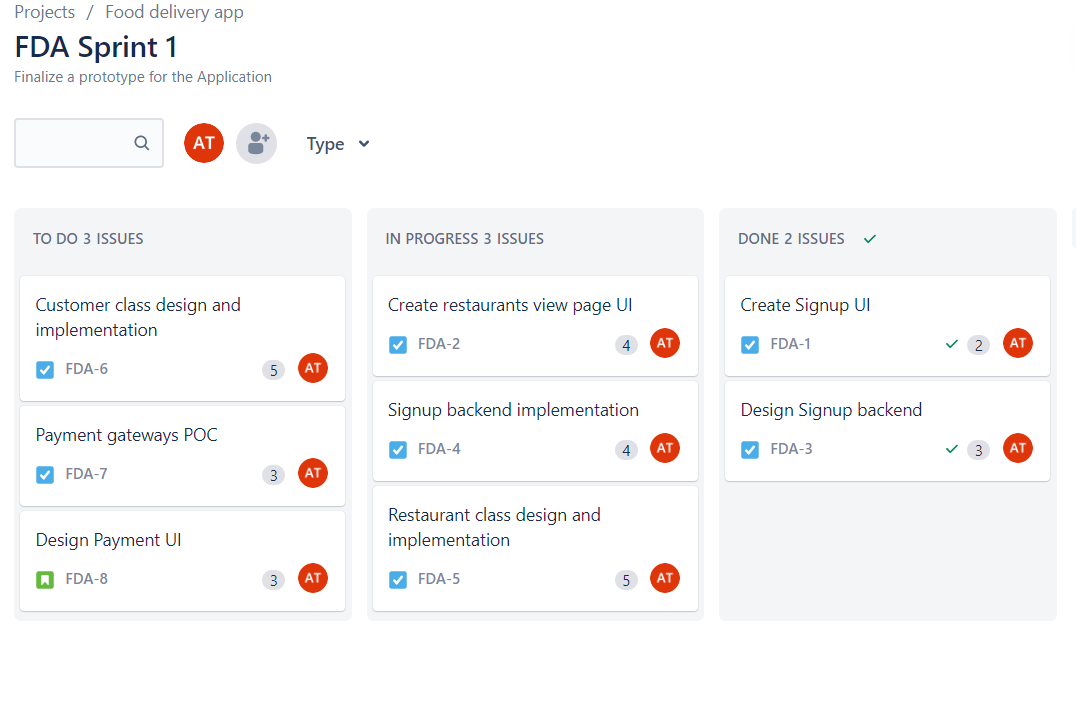 Projects / Food delivery app
FDA Sprint 1
Finalize a prototype for the Application
AT
Type
TO DO 3 ISSUES
Customer class design and
implementation
FDA-6 5 AT
Payment gateways POC
FDA-7 3 AT
Design Payment UI
FDA-8 3 AT
IN PROGRESS 3 ISSUES
Create restaurants view page UI
FDA-2 4 AT
Signup backend implementation
FDA-4 4 AT
Restaurant class design and
implementation
FDA-5 5 AT
DONE 2 ISSUES
Create Signup UI
FDA-1 2 AT
Design Signup backend
FDA-3 3 AT